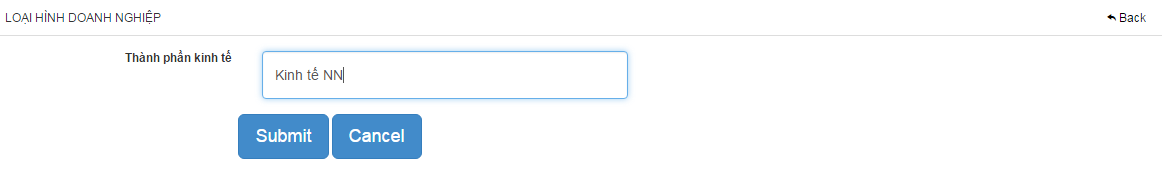 LOẠI HÌNH DOANH NGHIỆP
Back
Thành phần kinh tế
Kinh tế NN
Submit
Cancel